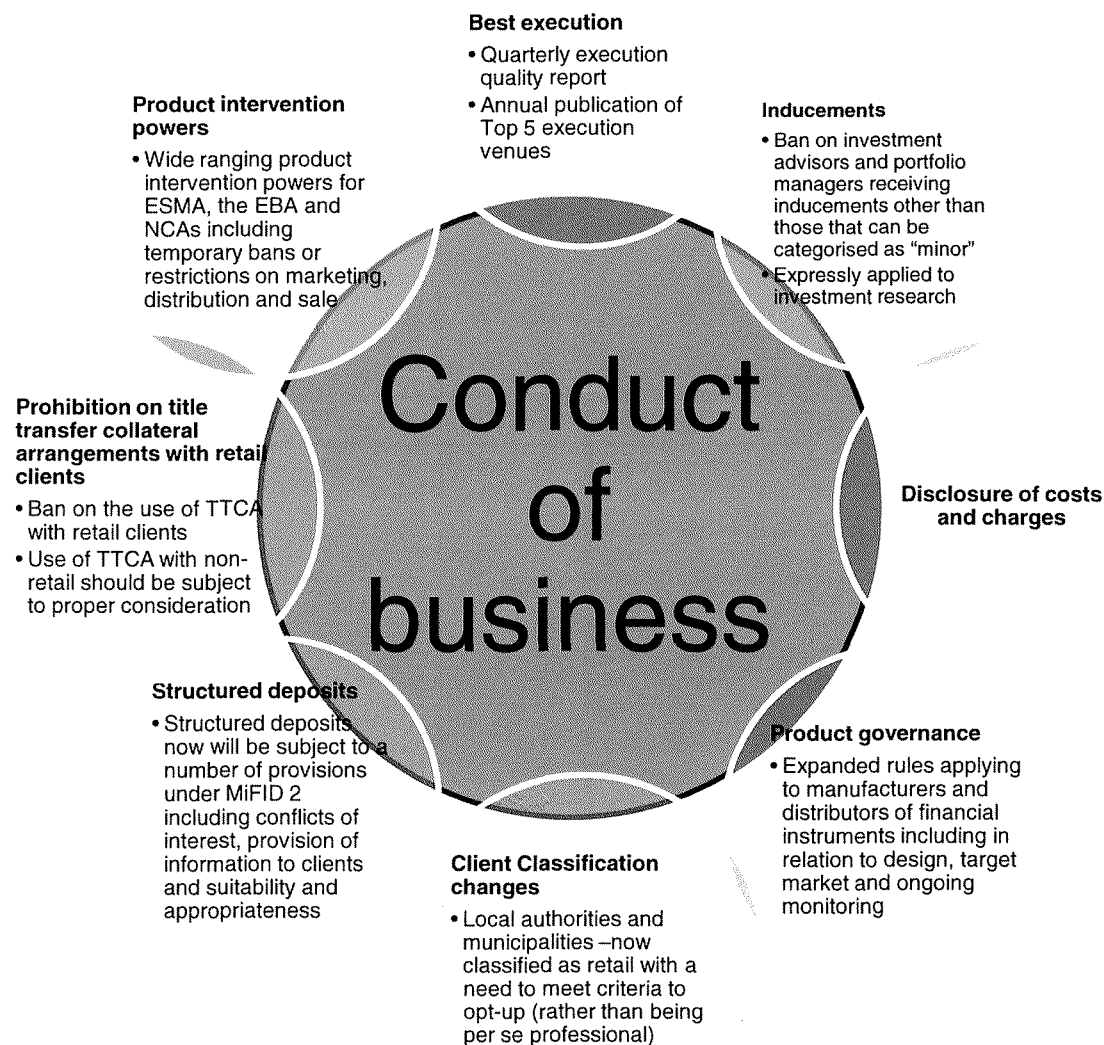 Best execution
• Quarterly execution
quality report
• Annual publication of
Top 5 execution
venues
Inducements
• Ban on investment
advisors and portfolio
managers receiving
inducements other than
those that can be
categorised as “minor”
• Expressly applied to
investment research
Disclosure of costs
and charges
Product governance
• Expanded rules applying
to manufacturers and
distributors of financial
instruments including in
relation to design, target
market and ongoing
monitoring
Client Classification
changes
• Local authorities and
municipalities –now
classified as retail with a
need to meet criteria to
opt-up (rather than being
per se professional)
Structured deposits
• Structured deposits
now will be subject to a
number of provisions
under MiFID 2
including conflicts of
interest, provision of
information to clients
and suitability and
appropriateness
Prohibition on title
transfer collateral
arrangements with retail
clients
• Ban on the use of TTCA
with retail clients
• Use of TTCA with non-
retail should be subject
to proper consideration
Product intervention
powers
• Wide ranging product
intervention powers for
ESMA, the EBA and
NCAs including
temporary bans or
restrictions on marketing,
distribution and sale
Conduct
of
business